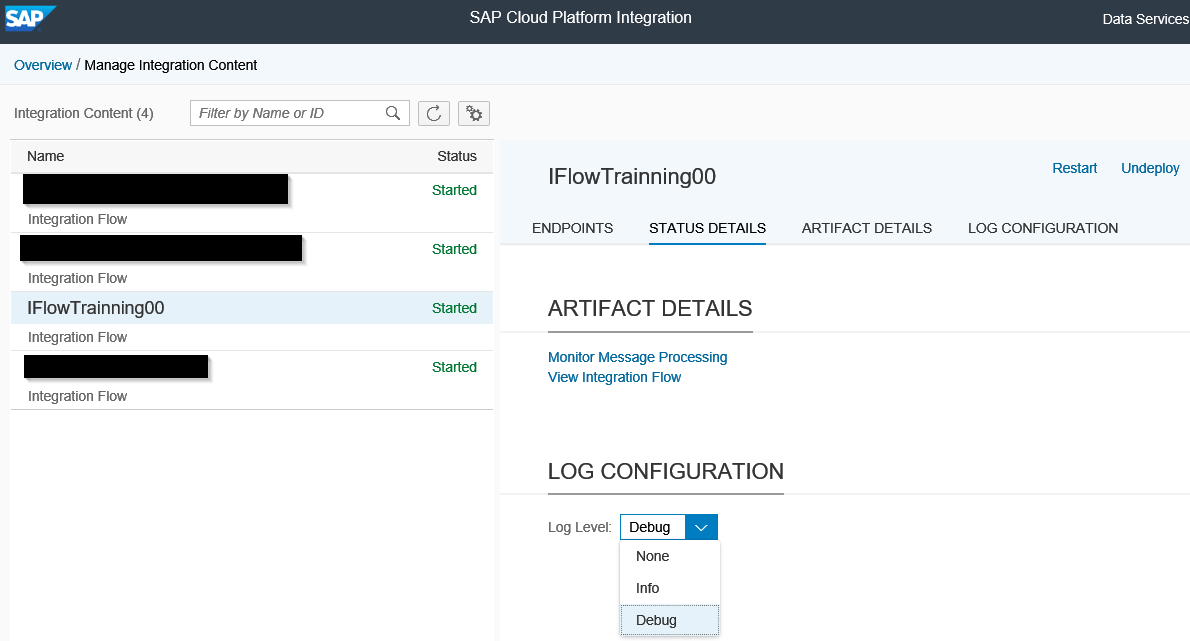 SAP
SAP Cloud Platform Integration
Data Services
Overview / Manage Integration Content
Integration Content (4)
Filter by Name or ID
Name
Status
Started
Integration Flow
Started
Integration Flow
IFlowTrainning00
Started
Integration Flow
Started
Integration Flow
IFlowTrainning00
Restart
Undeploy
ENDPOINTS
STATUS DETAILS
ARTIFACT DETAILS
LOG CONFIGURATION
ARTIFACT DETAILS
Monitor Message Processing
View Integration Flow
LOG CONFIGURATION
Log Level: Debug
None
Info
Debug